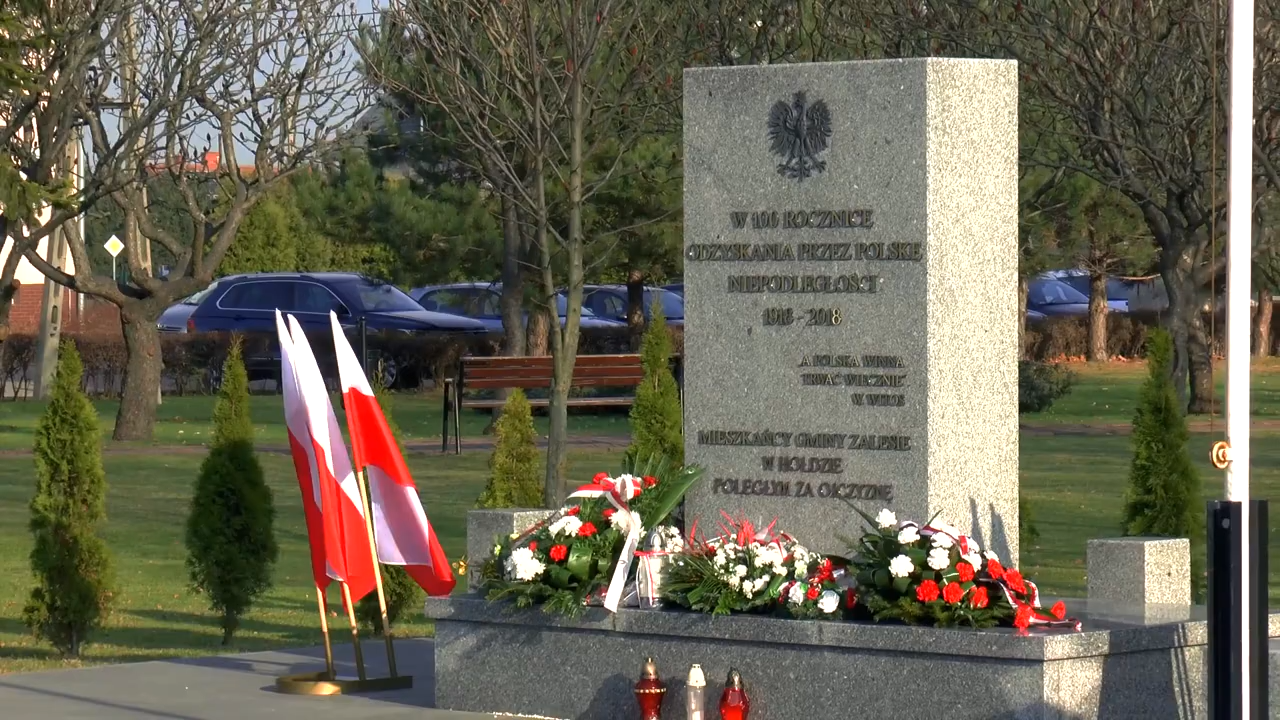 W 100 ROCZNICĘ
ODZYSKANIA PRZEZ POLSKĘ
NIEPODLEGŁOŚCI
1918 - 2018
„A POLSKA WINNA
TRWAĆ WIECZNIE"
W. WITOS
MIESZKAŃCY GMINY ZALESIE
W HOŁDZIE
POLEGŁYM ZA OJCZYZNĘ